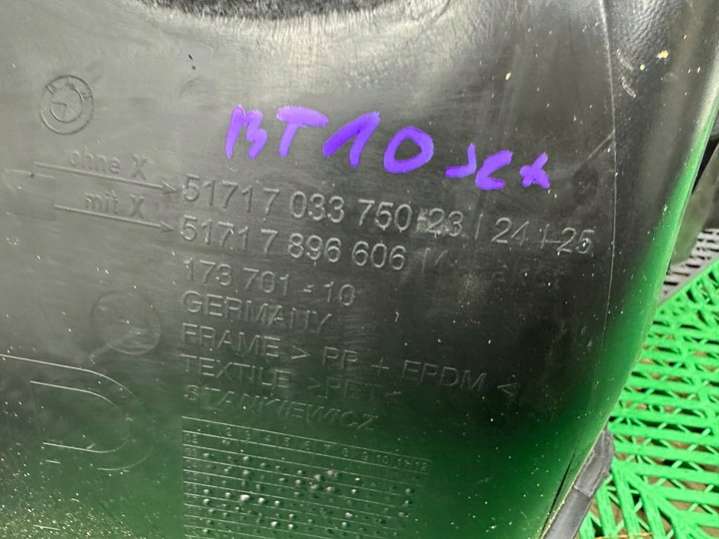 BT10
ohne X
51717 033 750-23 / 24 - 25
mit X
51717 896 606
173 701 - 10
GERMANY
FRAME > PP + EPDM <
TEXTILE >PET<
STANKIEWICZ